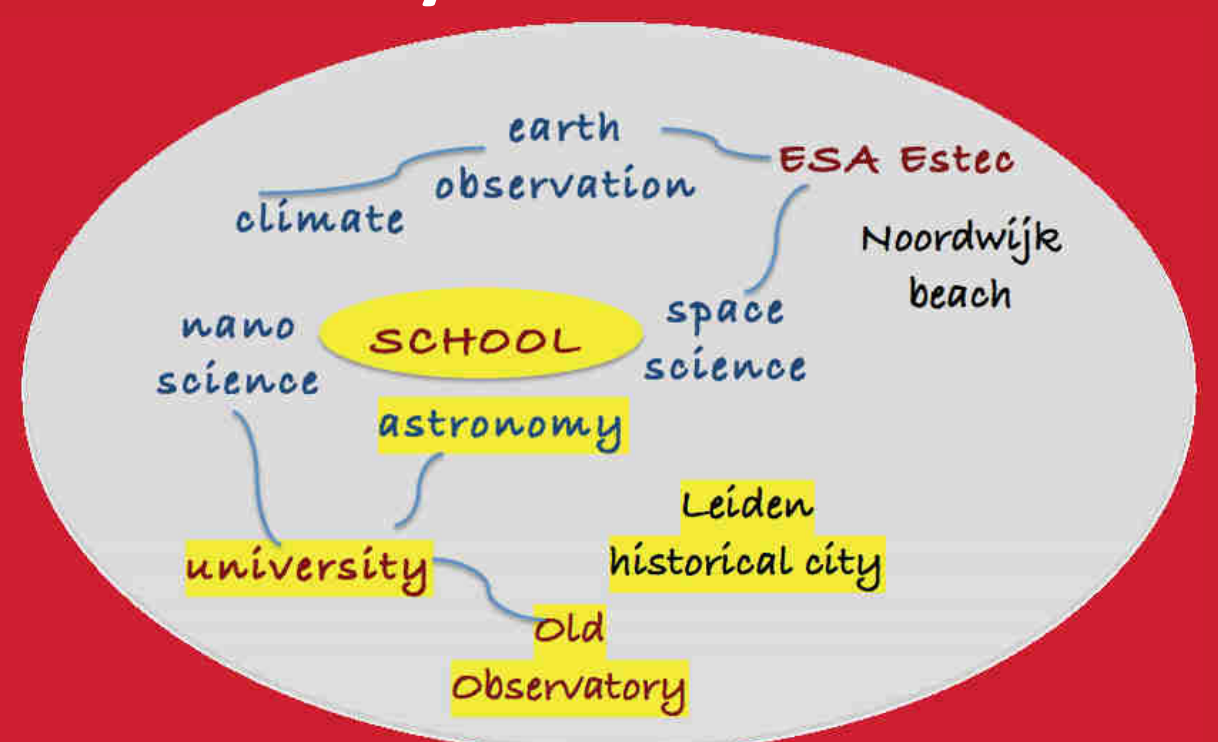 earth
observation
ESA Estec
climate
Noordwijk
beach
nano
science
SCHOOL
space
science
astronomy
Leiden
historical city
university
Old
Observatory